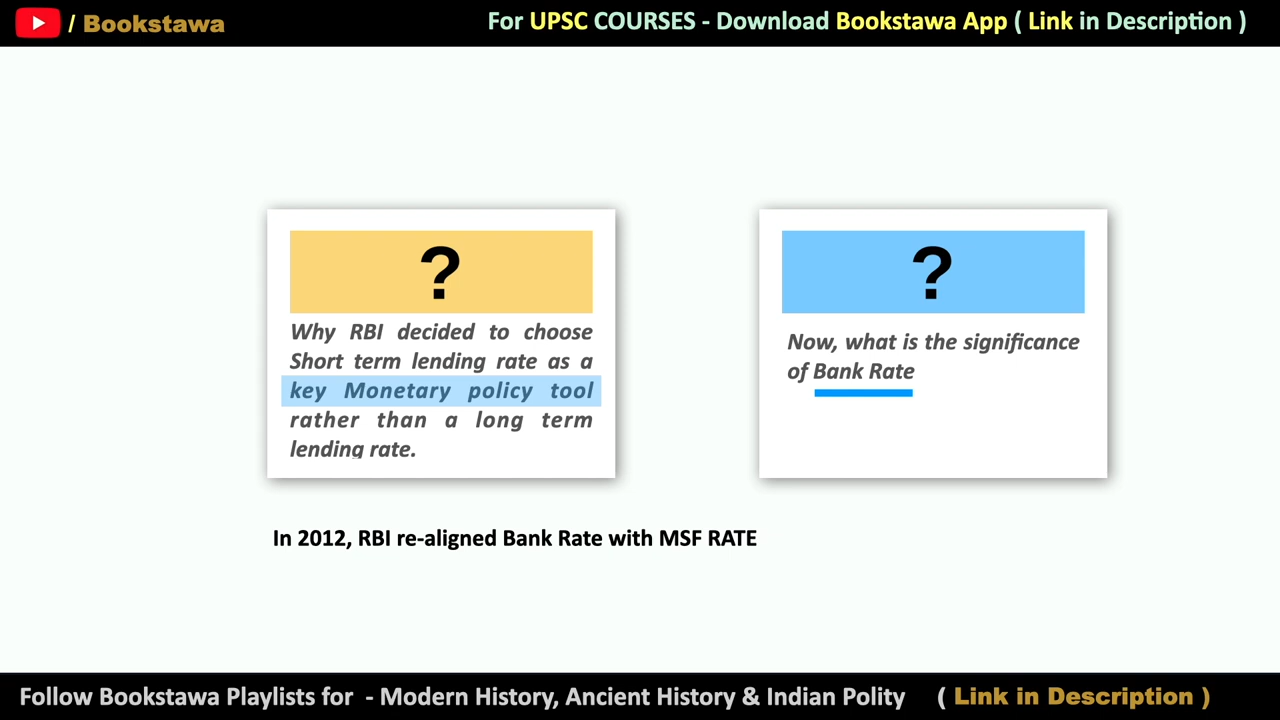 / Bookstawa
For UPSC COURSES - Download Bookstawa App ( Link in Description )
?
Why RBI decided to choose
Short term lending rate as a
key Monetary policy tool
rather than a long term
lending rate.
?
Now, what is the significance
of Bank Rate
In 2012, RBI re-aligned Bank Rate with MSF RATE
Follow Bookstawa Playlists for - Modern History, Ancient History & Indian Polity ( Link in Description )